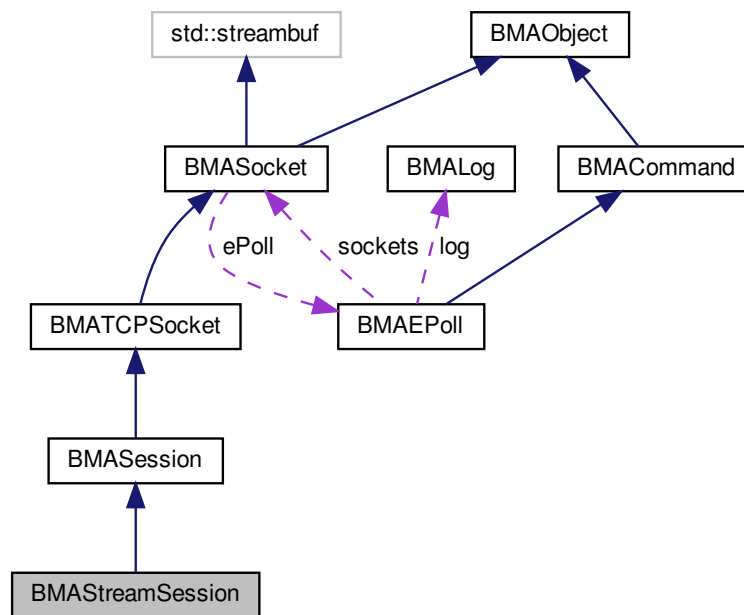 std::streambuf
BMAObject
BMASocket
BMALog
BMACommand
ePoll
sockets
log
BMATCPSocket
BMAEPoll
BMASession
BMAStreamSession